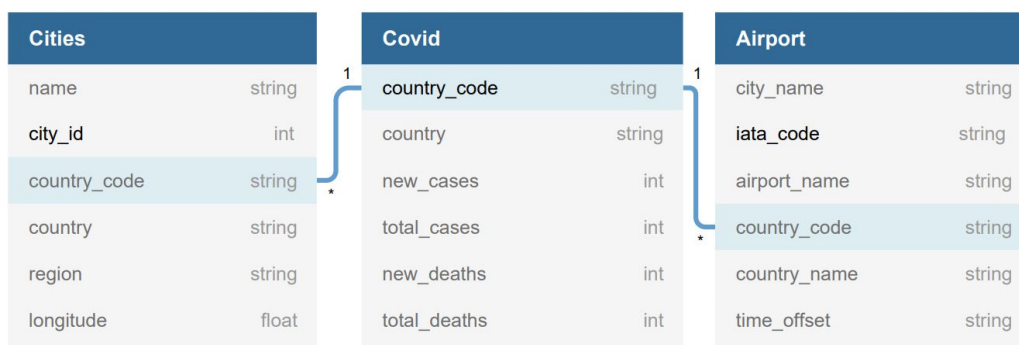 Cities
name string
city_id int
country_code string
country string
region string
longitude float
1
*
Covid
country_code string
country string
new_cases int
total_cases int
new_deaths int
total_deaths int
1
*
Airport
city_name string
iata_code string
airport_name string
country_code string
country_name string
time_offset string